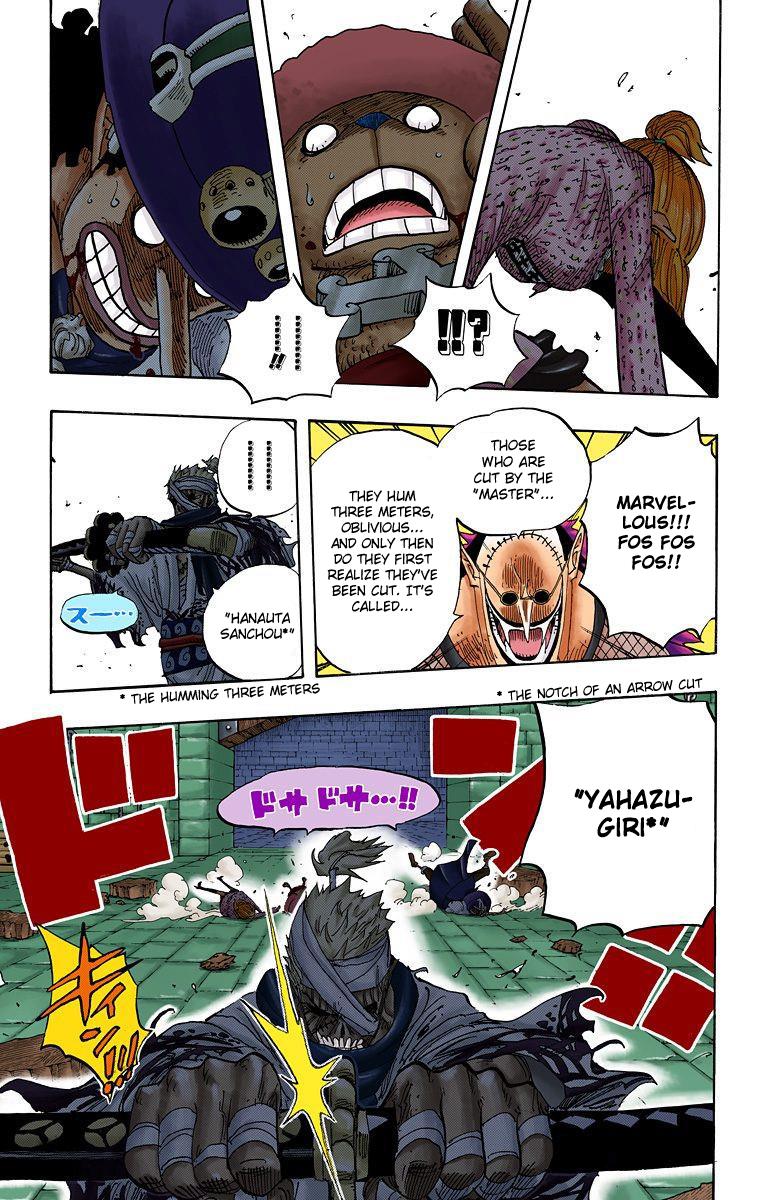 !!?
!!
MARVEL-
LOUS!!!
FOS FOS
FOS!!
THOSE
WHO ARE
CUT BY THE
"MASTER"...
THEY HUM
THREE METERS,
OBLIVIOUS...
AND ONLY THEN
DO THEY FIRST
REALIZE THEY'VE
BEEN CUT. IT'S
CALLED...
"HANAUTA
SANCHOU*"
スー…
* THE HUMMING THREE METERS
* THE NOTCH OF AN ARROW CUT
"YAHAZU-
GIRI*"
ドサドサ…!!
ドン
キィン!!!